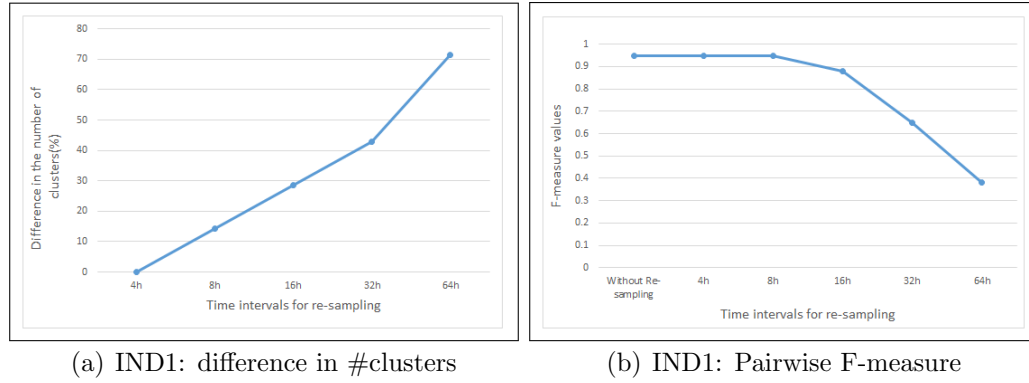 80
70
60
50
40
30
20
10
0
Difference in the number of
clusters(%)
4h 8h 16h 32h 64h
Time intervals for re-sampling
(a) IND1: difference in #clusters
1
0.9
0.8
0.7
0.6
0.5
0.4
0.3
0.2
0.1
0
F-measure values
Without Re-
sampling
4h 8h 16h 32h 64h
Time intervals for re-sampling
(b) IND1: Pairwise F-measure